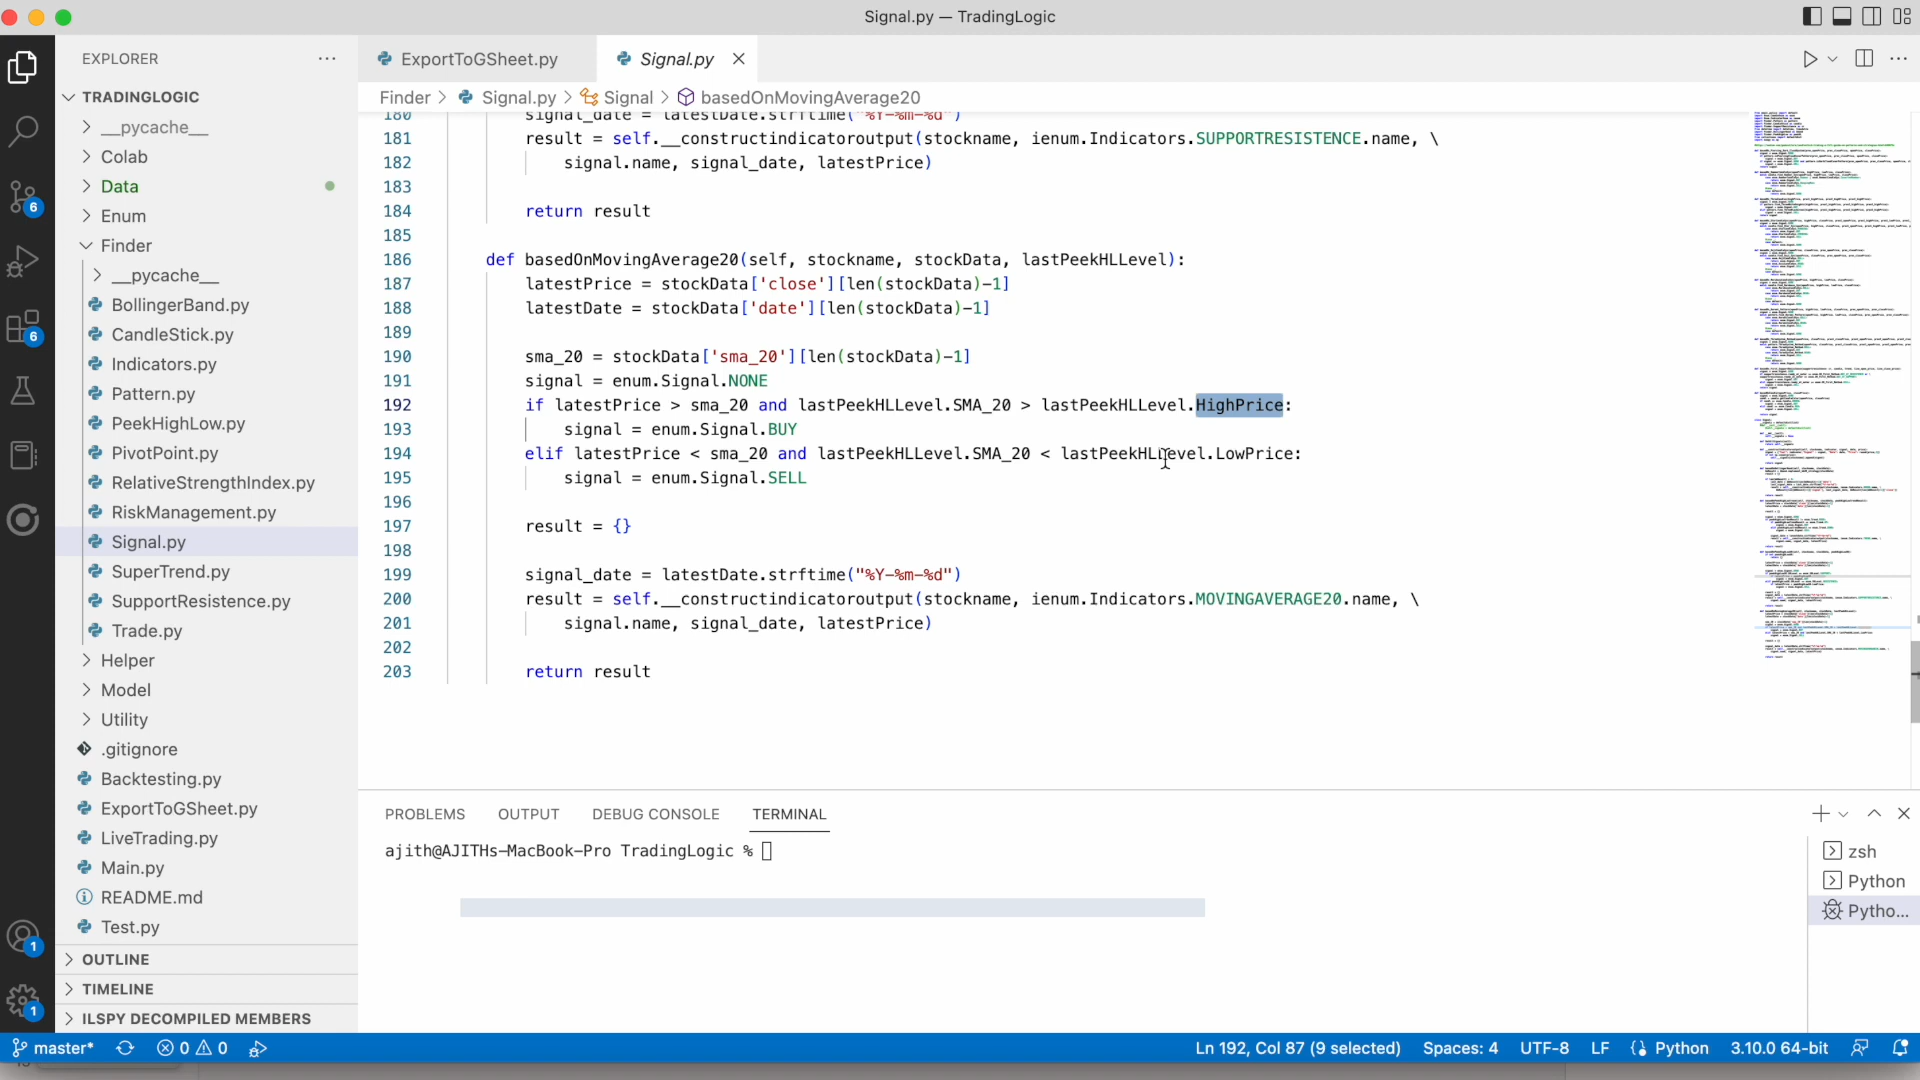 Signal.py — TradingLogic
EXPLORER
TRADINGLOGIC
__pycache__
Colab
Data
Enum
Finder
__pycache__
BollingerBand.py
CandleStick.py
Indicators.py
Pattern.py
PeekHighLow.py
PivotPoint.py
RelativeStrengthIndex.py
RiskManagement.py
Signal.py
SuperTrend.py
SupportResistence.py
Trade.py
Helper
Model
Utility
.gitignore
Backtesting.py
ExportToGSheet.py
LiveTrading.py
Main.py
README.md
Test.py
OUTLINE
TIMELINE
ILSPY DECOMPILED MEMBERS
6
6
1
1
ExportToGSheet.py
Signal.py
Finder > Signal.py > Signal > basedOnMovingAverage20
180 signal_date = latestDate.strftime("%Y-%m-%d")
181 result = self.__constructindicatoroutput(stockname, ienum.Indicators.SUPPORTRESISTENCE.name, \
182 signal.name, signal_date, latestPrice)
183
184 return result
185
186 def basedOnMovingAverage20(self, stockname, stockData, lastPeekHLLevel):
187 latestPrice = stockData['close'][len(stockData)-1]
188 latestDate = stockData['date'][len(stockData)-1]
189
190 sma_20 = stockData['sma_20'][len(stockData)-1]
191 signal = enum.Signal.NONE
192 if latestPrice > sma_20 and lastPeekHLLevel.SMA_20 > lastPeekHLLevel.HighPrice:
193 signal = enum.Signal.BUY
194 elif latestPrice < sma_20 and lastPeekHLLevel.SMA_20 < lastPeekHLLevel.LowPrice:
195 signal = enum.Signal.SELL
196
197 result = {}
198
199 signal_date = latestDate.strftime("%Y-%m-%d")
200 result = self.__constructindicatoroutput(stockname, ienum.Indicators.MOVINGAVERAGE20.name, \
201 signal.name, signal_date, latestPrice)
202
203 return result
PROBLEMS OUTPUT DEBUG CONSOLE TERMINAL
ajith@AJITHs-MacBook-Pro TradingLogic %
zsh
Python
Pytho...
master* 0 0 Ln 192, Col 87 (9 selected) Spaces: 4 UTF-8 LF Python 3.10.0 64-bit